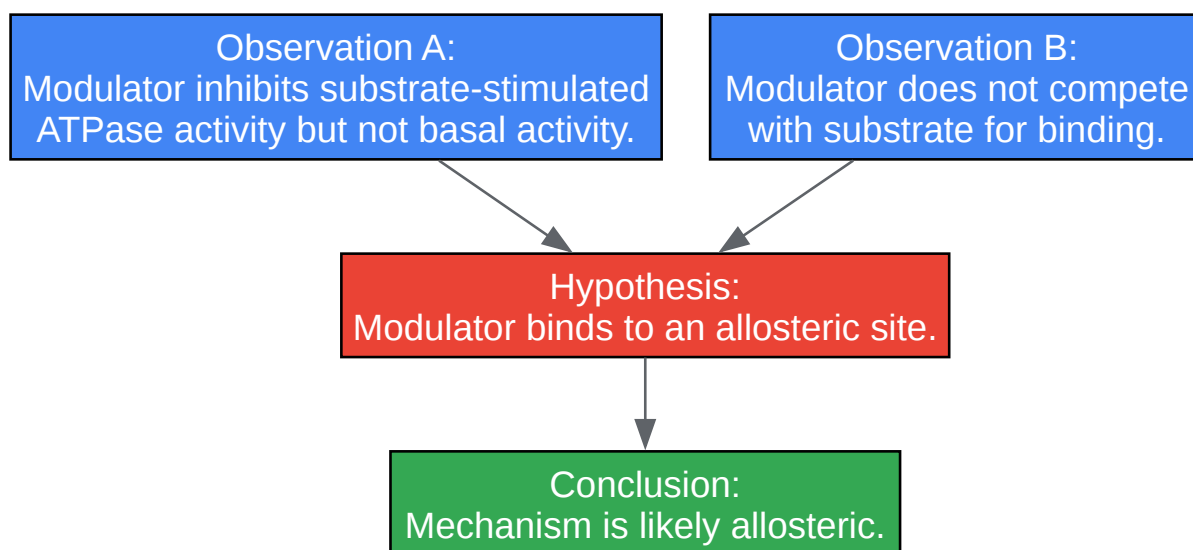 Observation A:
Modulator inhibits substrate-stimulated
ATPase activity but not basal activity.
Observation B:
Modulator does not compete
with substrate for binding.
Hypothesis:
Modulator binds to an allosteric site.
Conclusion:
Mechanism is likely allosteric.